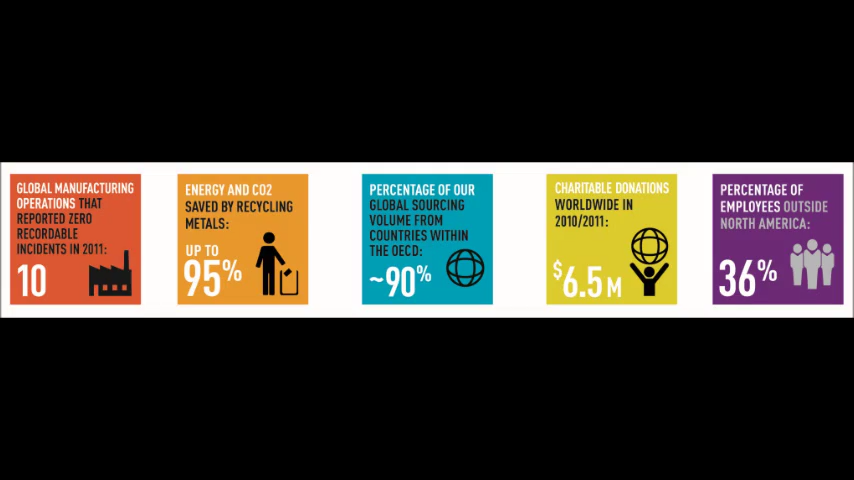 GLOBAL MANUFACTURING
OPERATIONS THAT
REPORTED ZERO
RECORDABLE
INCIDENTS IN 2011:
10
ENERGY AND CO2
SAVED BY RECYCLING
METALS:
UP TO
95%
PERCENTAGE OF OUR
GLOBAL SOURCING
VOLUME FROM
COUNTRIES WITHIN
THE OECD:
~90%
CHARITABLE DONATIONS
WORLDWIDE IN
2010/2011:
$6.5 M
PERCENTAGE OF
EMPLOYEES OUTSIDE
NORTH AMERICA:
36%